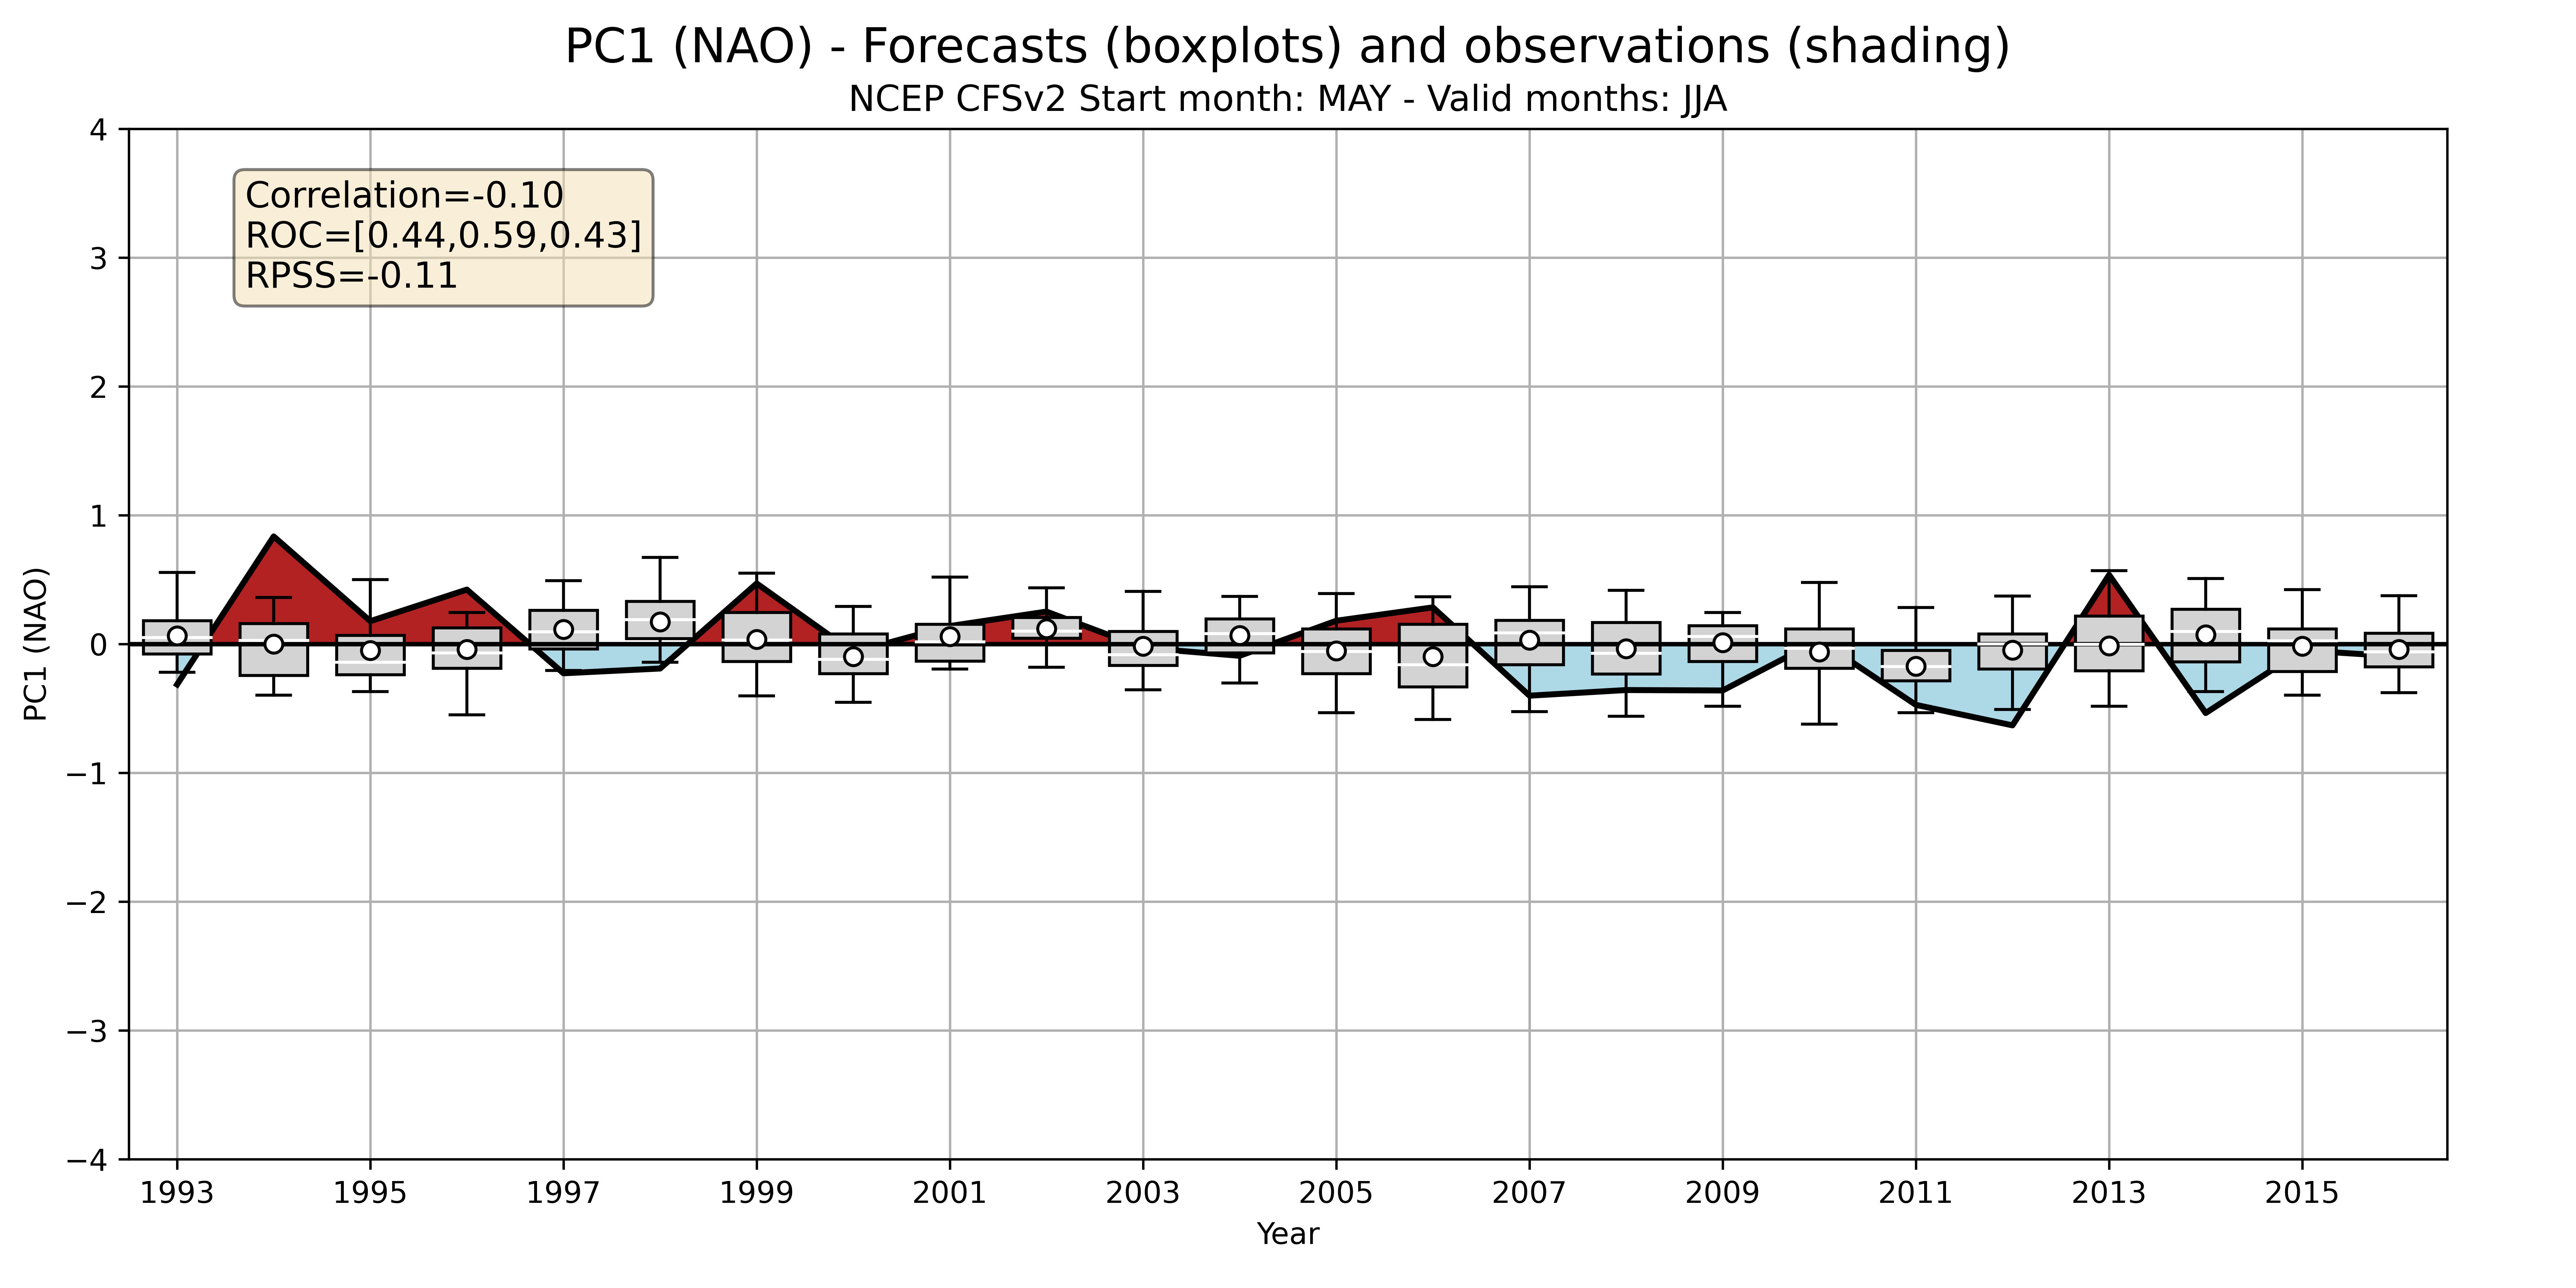 PC1 (NAO) - Forecasts (boxplots) and observations (shading)
NCEP CFSv2 Start month: MAY - Valid months: JJA
Correlation=-0.10
ROC=[0.44,0.59,0.43]
RPSS=-0.11
PC1 (NAO)
4
3
2
1
0
−1
−2
−3
−4
1993 1995 1997 1999 2001 2003 2005 2007 2009 2011 2013 2015
Year